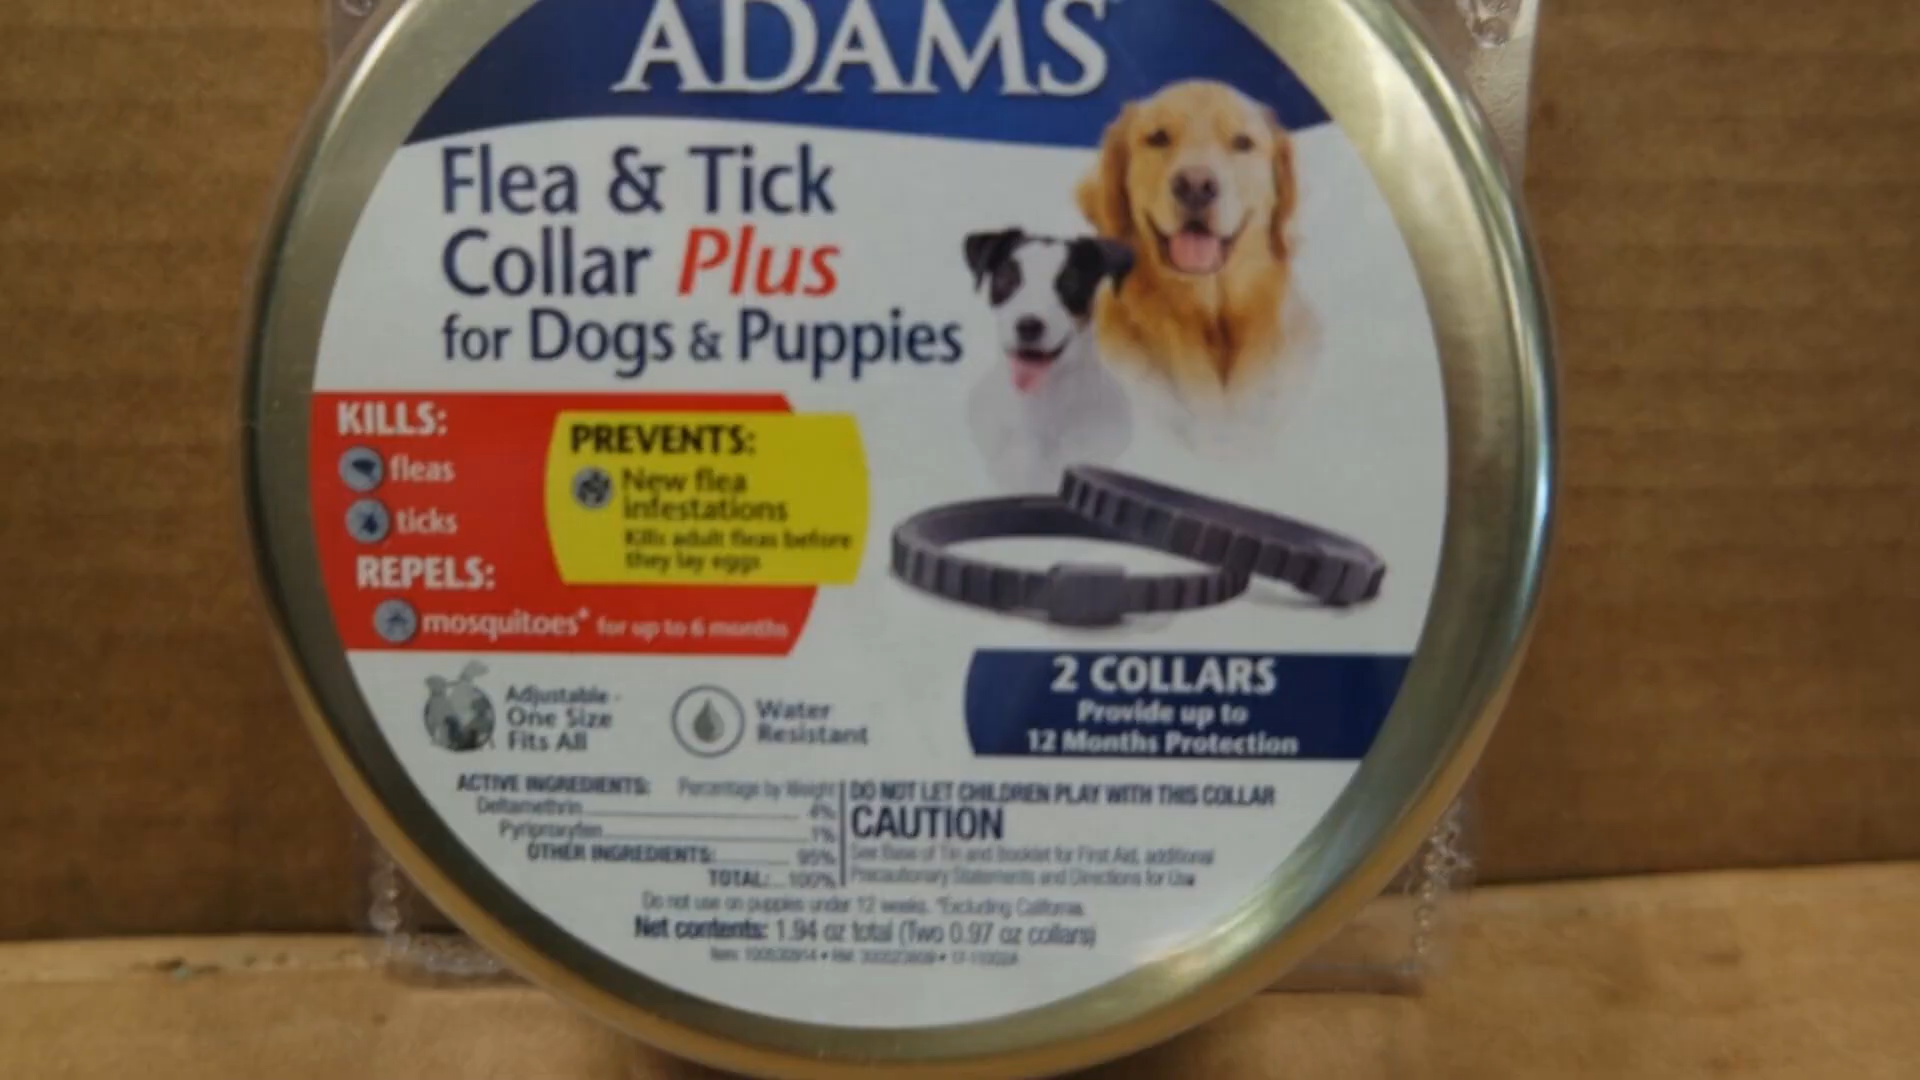 ADAMS
Flea & Tick
Collar Plus
for Dogs & Puppies
KILLS:
fleas
ticks
REPELS:
mosquitoes* for up to 6 months
PREVENTS:
New flea
infestations
Kills adult fleas before
they lay eggs
Adjustable -
One Size
Fits All
Water
Resistant
2 COLLARS
Provide up to
12 Months Protection
ACTIVE INGREDIENTS: Percentage by Weight
Deltamethrin 4%
Pyriproxyfen 1%
OTHER INGREDIENTS: 95%
TOTAL: 100%
DO NOT LET CHILDREN PLAY WITH THIS COLLAR
CAUTION
See Base of Tin and Booklet for First Aid, additional
Precautionary Statements and Directions for Use
Do not use on puppies under 12 weeks. *Excluding California.
Net contents: 1.94 oz total (Two 0.97 oz collars)